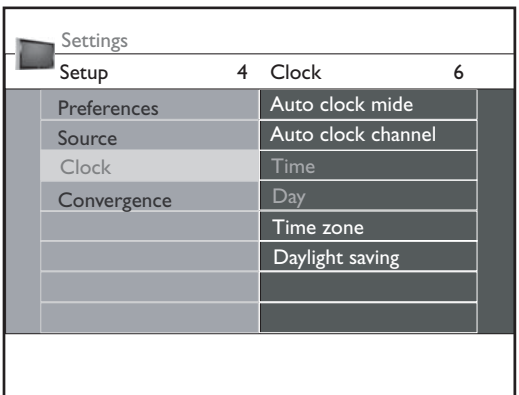 Settings
Setup 4 Clock 6
Preferences Auto clock mide
Source Auto clock channel
Clock Time
Convergence Day
Time zone
Daylight saving